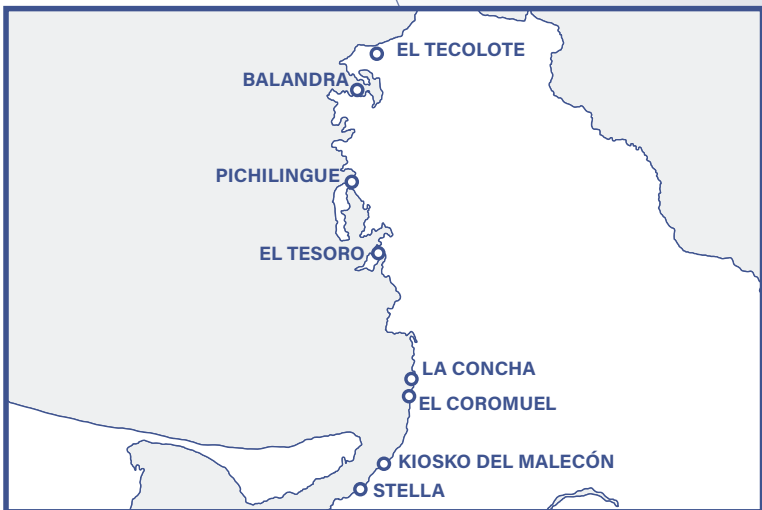 EL TECOLOTE
BALANDRA
PICHILINGUE
EL TESORO
LA CONCHA
EL COROMUEL
KIOSKO DEL MALECÓN
STELLA